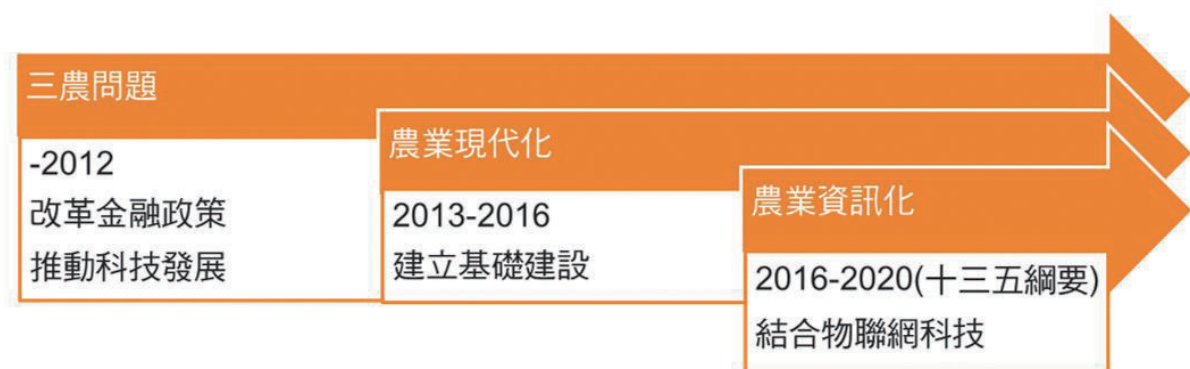 三農問題
-2012
改革金融政策
推動科技發展
農業現代化
2013-2016
建立基礎建設
農業資訊化
2016-2020(十三五綱要)
結合物聯網科技